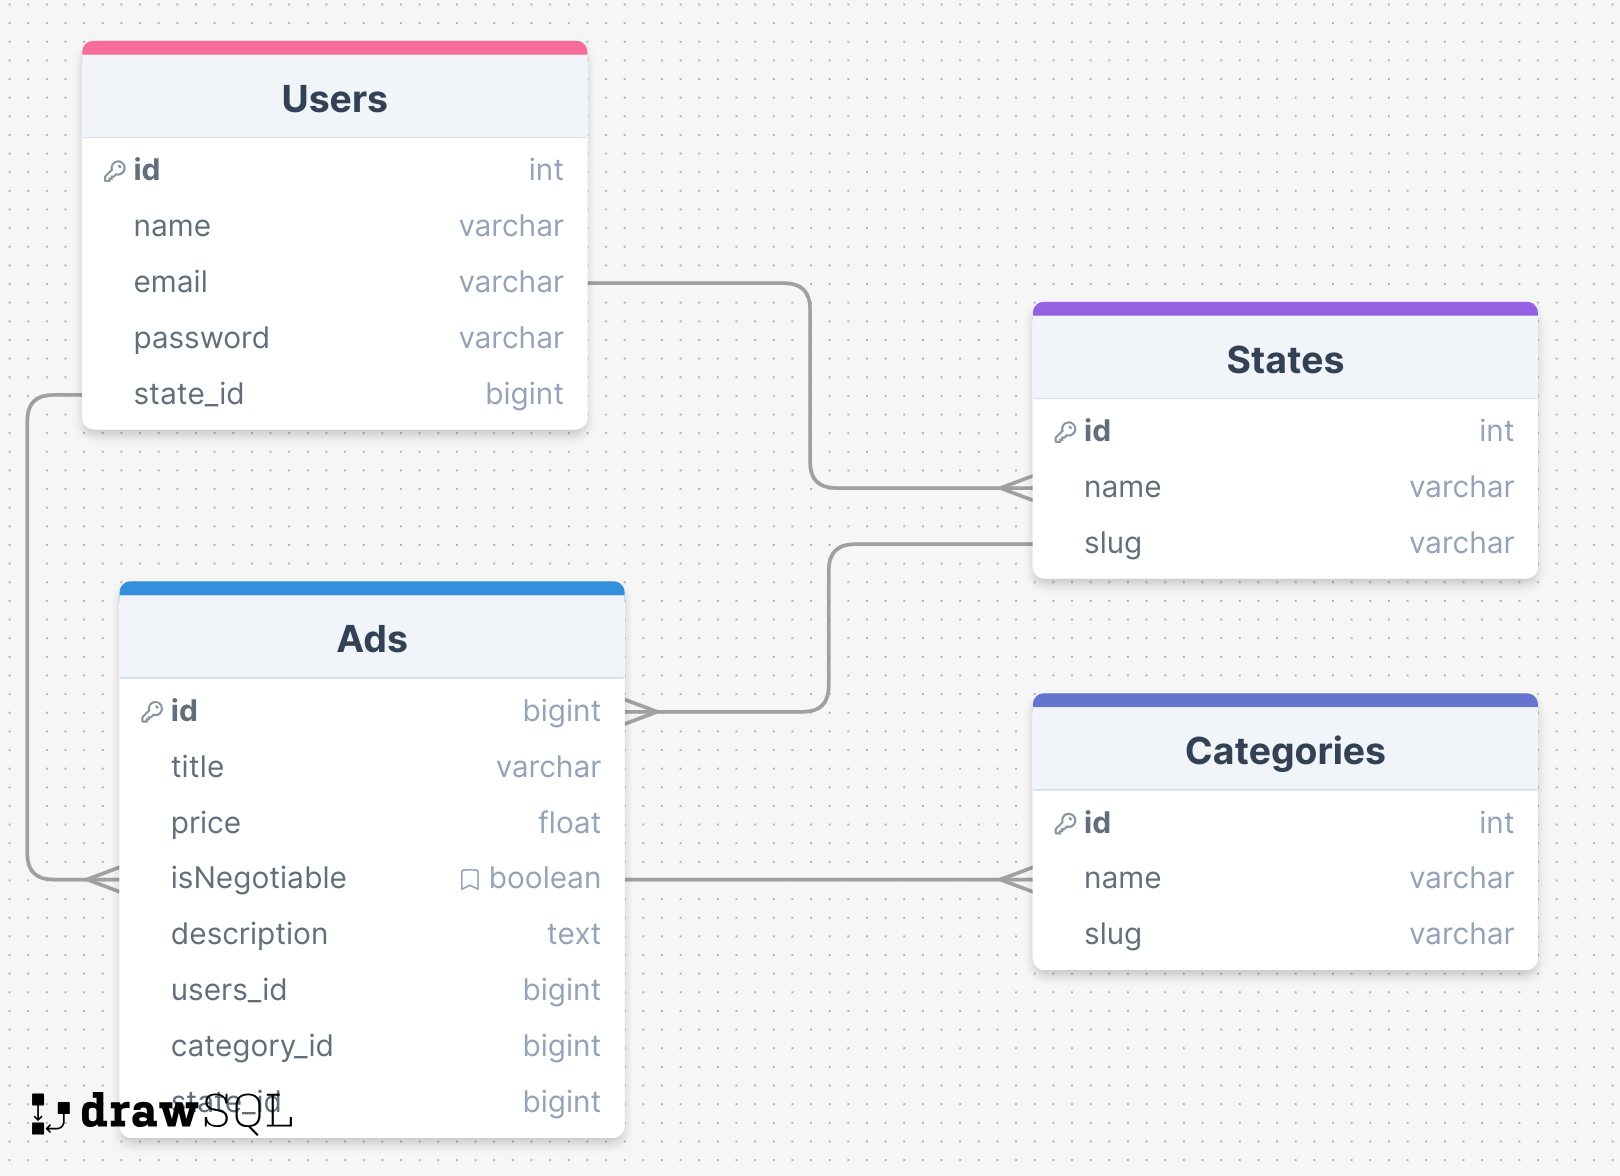 Users
id int
name varchar
email varchar
password varchar
state_id bigint
States
id int
name varchar
slug varchar
Ads
id bigint
title varchar
price float
isNegotiable boolean
description text
users_id bigint
category_id bigint
state_id bigint
Categories
id int
name varchar
slug varchar
drawSQL